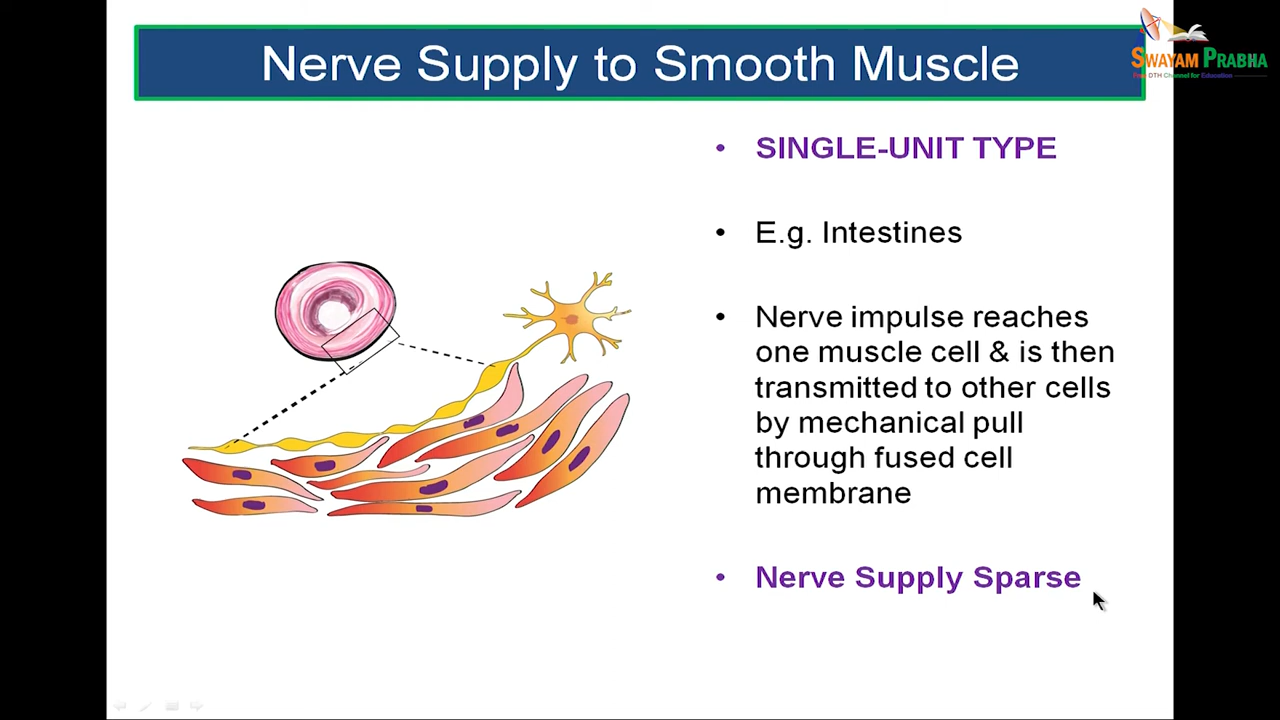 Nerve Supply to Smooth Muscle
SWAYAM PRABHA
Free DTH Channel for Education
• SINGLE-UNIT TYPE
• E.g. Intestines
• Nerve impulse reaches
one muscle cell & is then
transmitted to other cells
by mechanical pull
through fused cell
membrane
• Nerve Supply Sparse